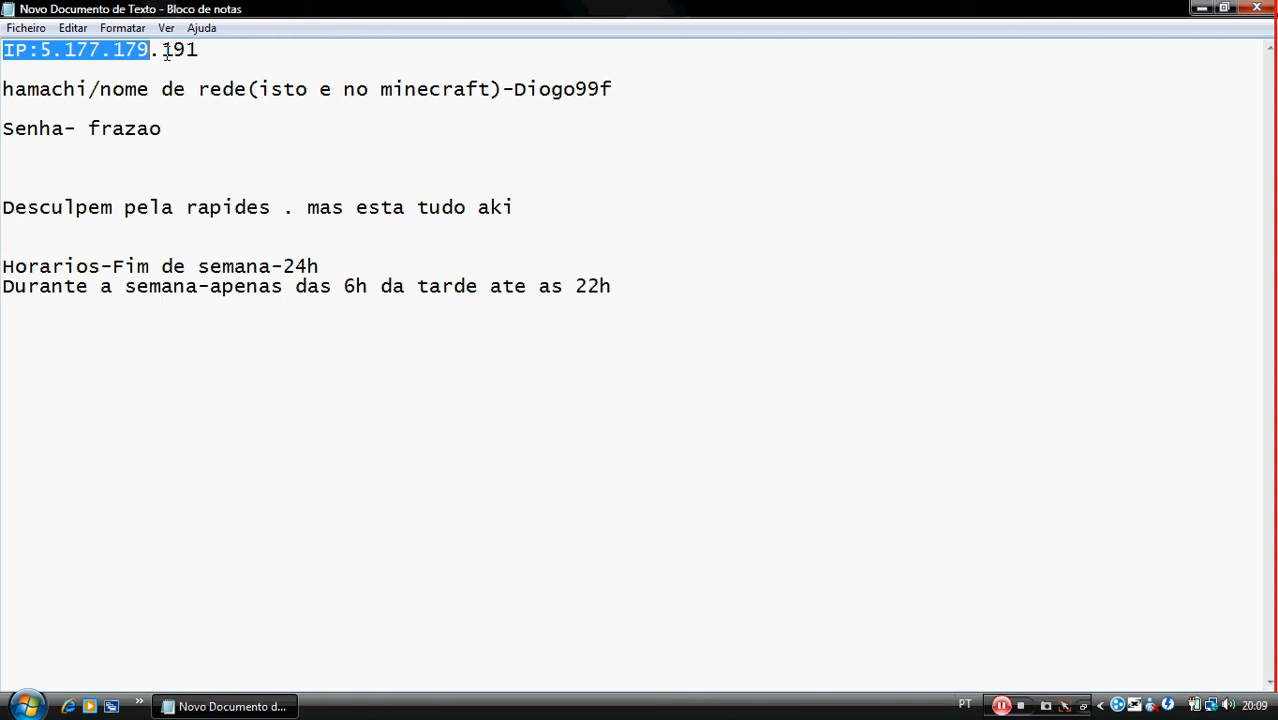 Novo Documento de Texto - Bloco de notas
Ficheiro Editar Formatar Ver Ajuda
IP:5.177.179.191
hamachi/nome de rede(isto e no minecraft)-Diogo99f
Senha- frazao
Desculpem pela rapides . mas esta tudo aki
Horarios-Fim de semana-24h
Durante a semana-apenas das 6h da tarde ate as 22h
Novo Documento d...
PT
20:09